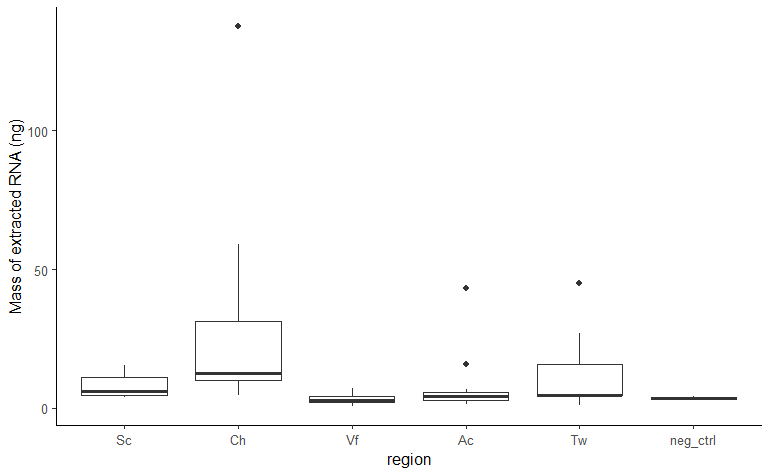 Mass of extracted RNA (ng)
100
50
0
Sc Ch Vf Ac Tw neg_ctrl
region